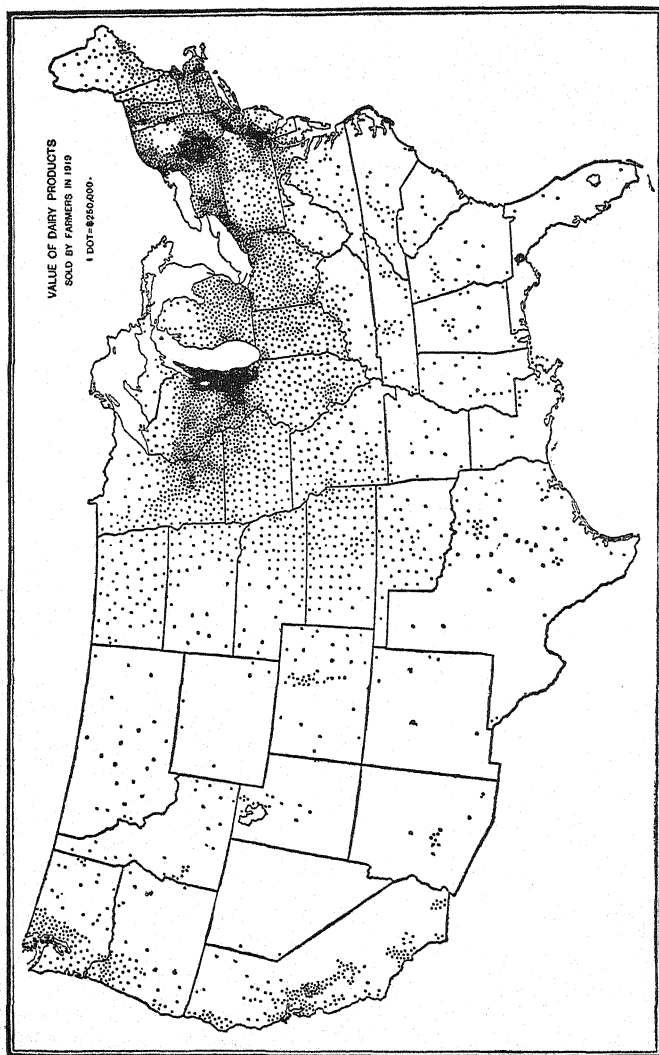 VALUE OF DAIRY PRODUCTS
SOLD BY FARMERS IN 1919
1 DOT=$250,000-